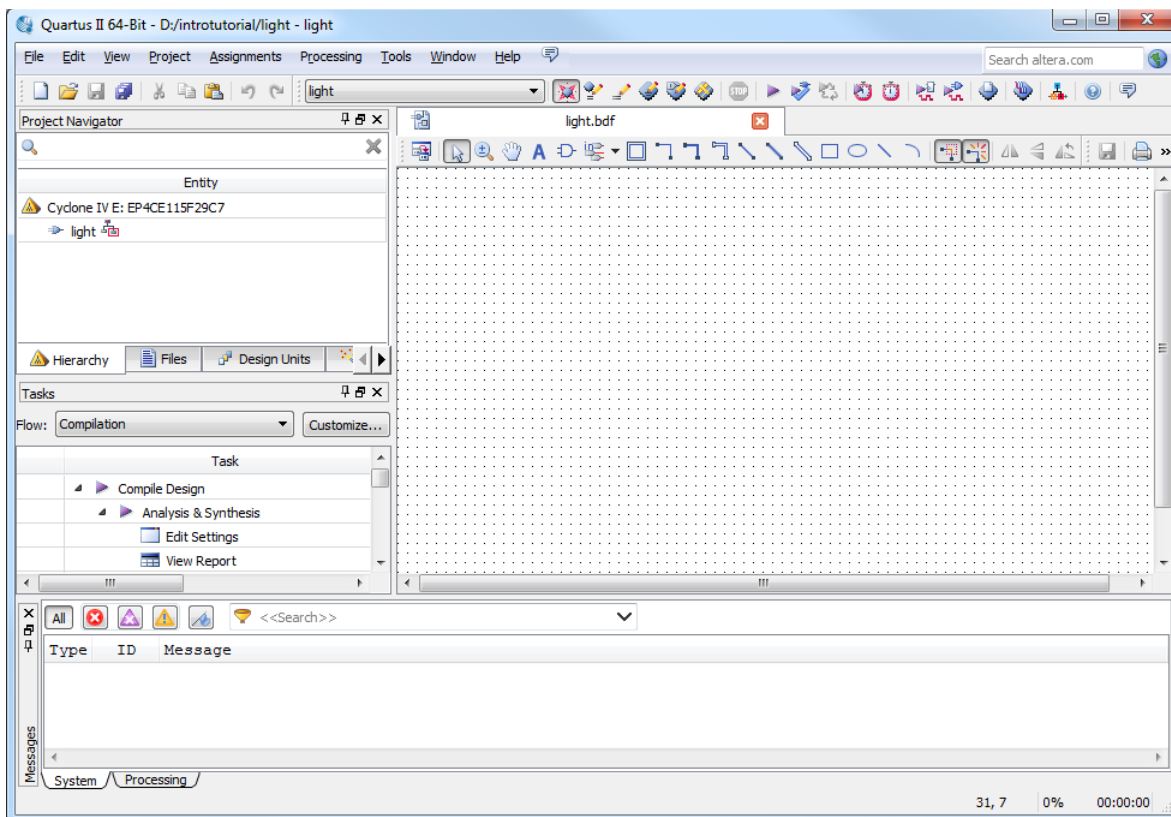 Quartus II 64-Bit - D:/introtutorial/light - light
File Edit View Project Assignments Processing Tools Window Help
Search altera.com
light
STOP
Project Navigator
light.bdf
A
Entity
Cyclone IV E: EP4CE115F29C7
light
Hierarchy Files Design Units
Tasks
Flow: Compilation Customize...
Task
Compile Design
Analysis & Synthesis
Edit Settings
View Report
All <<Search>>
Type ID Message
Messages
System Processing
31, 7 0% 00:00:00